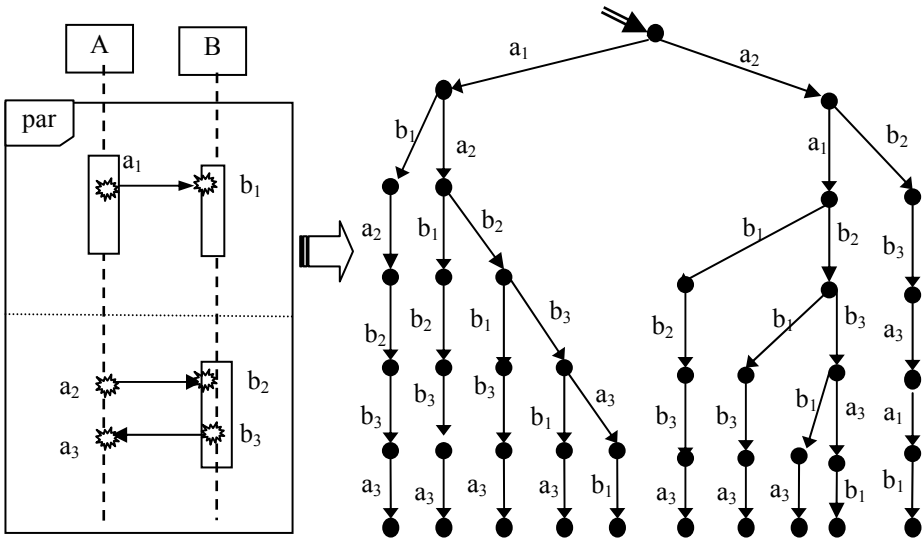 A B
par
a₁
b₁
a₂ b₂
a₃ b₃
a₁ a₂
b₁ a₂ a₁ b₂
a₂ b₁ b₂ b₁ b₂ b₃
b₂ b₂ b₁ b₃ b₂ b₁ b₃ a₃
b₃ b₃ b₃ b₁ a₃ b₃ b₃ b₁ a₃ a₁
a₃ a₃ a₃ a₃ b₁ a₃ a₃ a₃ b₁ b₁